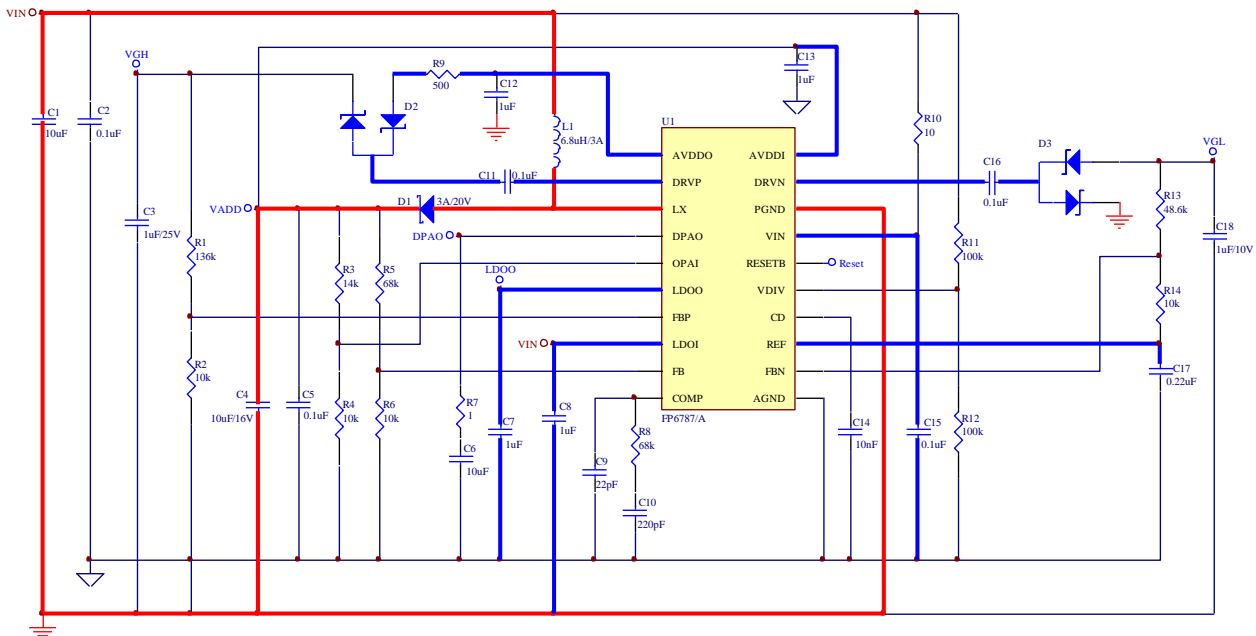 VIN
VGH
R9
500
C12
1uF
C13
1uF
C1
10uF
C2
0.1uF
D2
L1
6.8uH/3A
U1
R10
10
D3
VGL
C11
0.1uF
C16
0.1uF
AVDDO
AVDDI
DRVP
DRVN
LX
PGND
DPAO
VIN
OPAI
RESETB
LDOO
VDIV
FBP
CD
LDOI
REF
FB
FBN
COMP
AGND
FP6787/A
VADD
D1
3A/20V
C3
1uF/25V
R1
136k
DPAO
R3
14k
R5
68k
LDOO
Reset
R11
100k
R13
48.6k
C18
1uF/10V
R14
10k
VIN
R2
10k
C17
0.22uF
C4
10uF/16V
C5
0.1uF
R4
10k
R6
10k
R7
1
C6
10uF
C7
1uF
C8
1uF
R8
68k
C9
22pF
C10
220pF
C14
10nF
C15
0.1uF
R12
100k